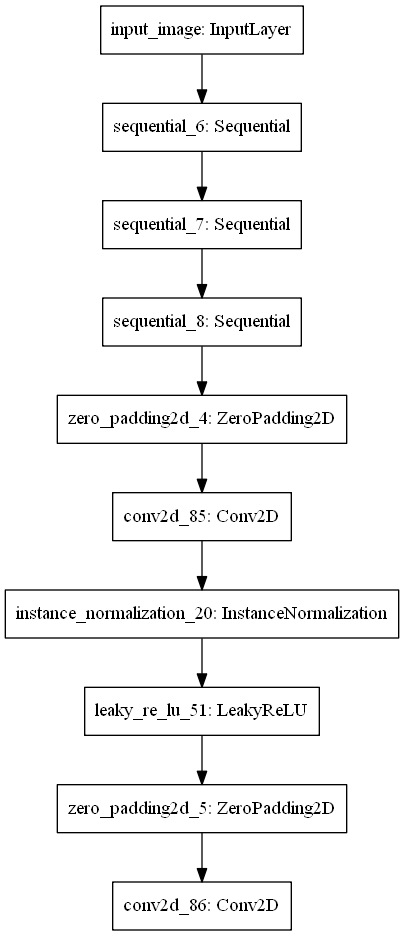 input_image: InputLayer
sequential_6: Sequential
sequential_7: Sequential
sequential_8: Sequential
zero_padding2d_4: ZeroPadding2D
conv2d_85: Conv2D
instance_normalization_20: InstanceNormalization
leaky_re_lu_51: LeakyReLU
zero_padding2d_5: ZeroPadding2D
conv2d_86: Conv2D